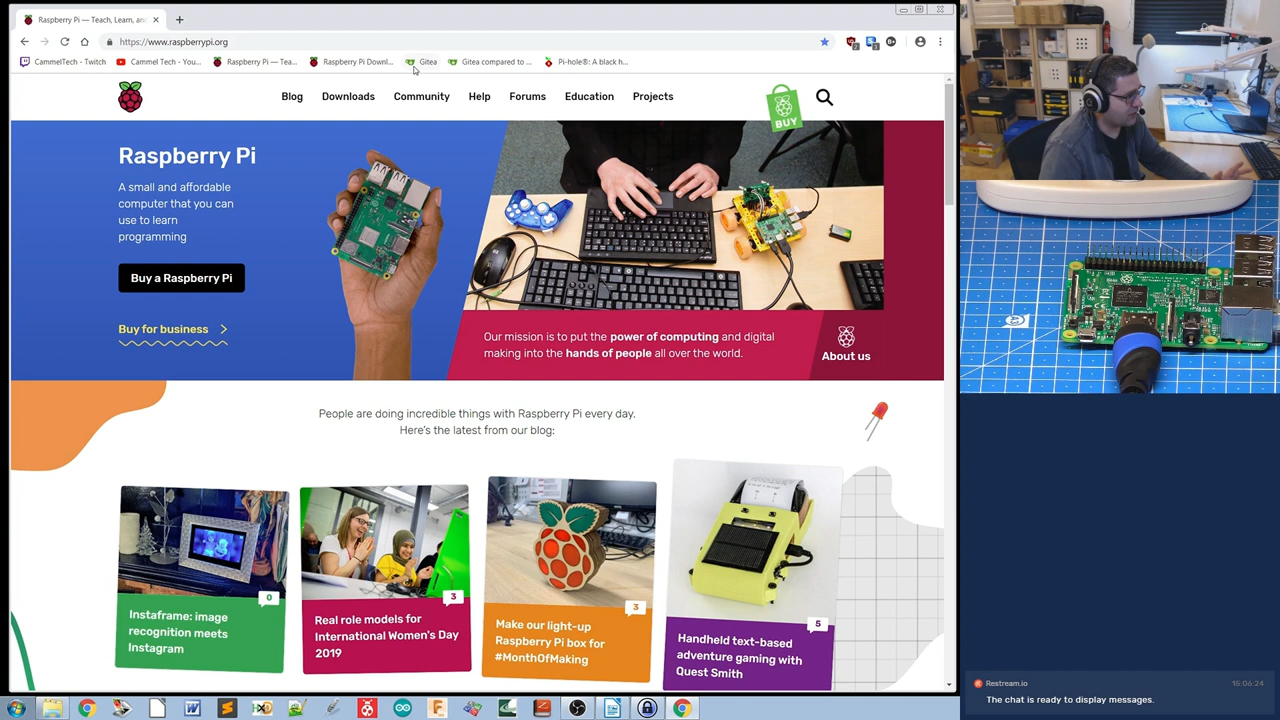 Raspberry Pi — Teach, Learn, an
https://www.raspberrypi.org
CammelTech - Twitch
Cammel Tech - You...
Raspberry Pi — Tea...
Raspberry Pi Downl...
Gitea
Gitea compared to ...
Pi-hole®: A black h...
Blog
Downloads
Community
Help
Forums
Education
Projects
BUY
Raspberry Pi
A small and affordable
computer that you can
use to learn
programming
Buy a Raspberry Pi
Buy for business
Our mission is to put the power of computing and digital
making into the hands of people all over the world.
About us
People are doing incredible things with Raspberry Pi every day.
Here's the latest from our blog:
0
Instaframe: image
recognition meets
Instagram
3
Real role models for
International Women's Day
2019
3
Make our light-up
Raspberry Pi box for
#MonthOfMaking
5
Handheld text-based
adventure gaming with
Quest Smith
Restream.io
15:06:24
The chat is ready to display messages.